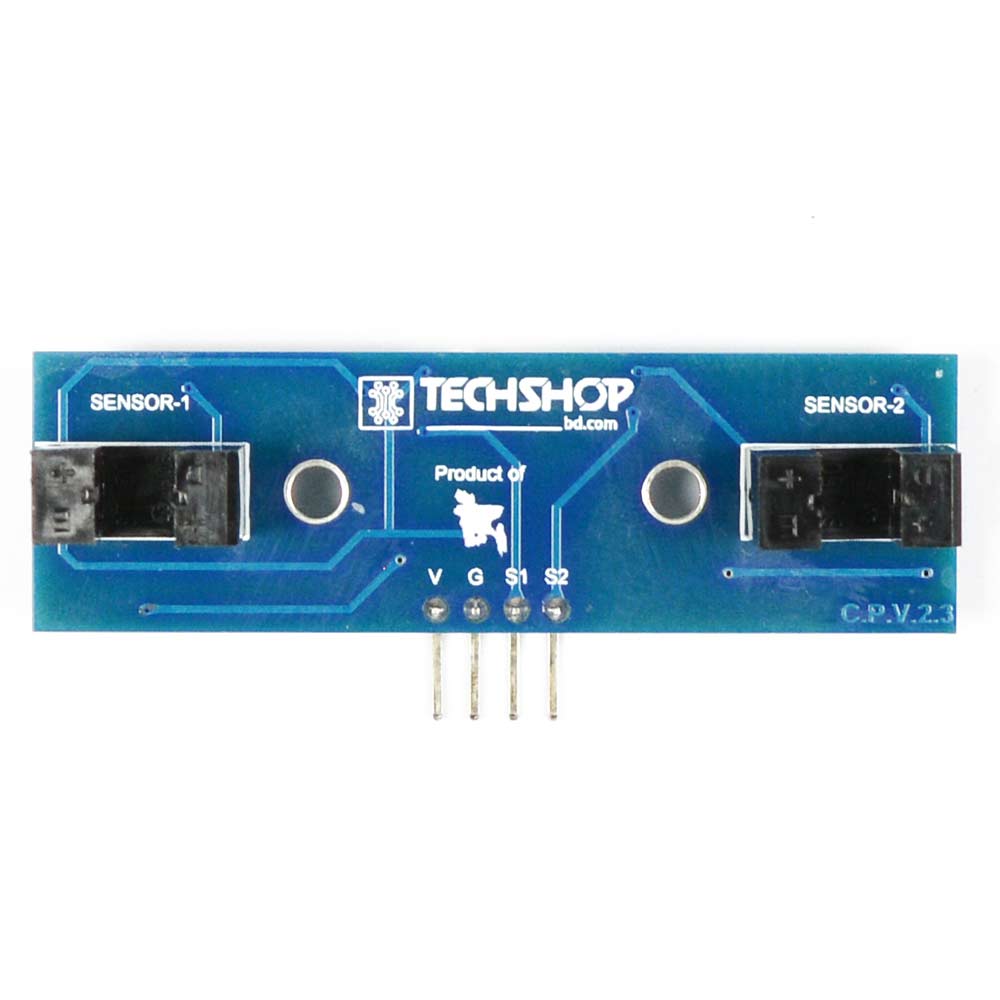 TECHSHOP
bd.com
SENSOR-1
SENSOR-2
Product of
V G S1 S2
C.P.V.2.3